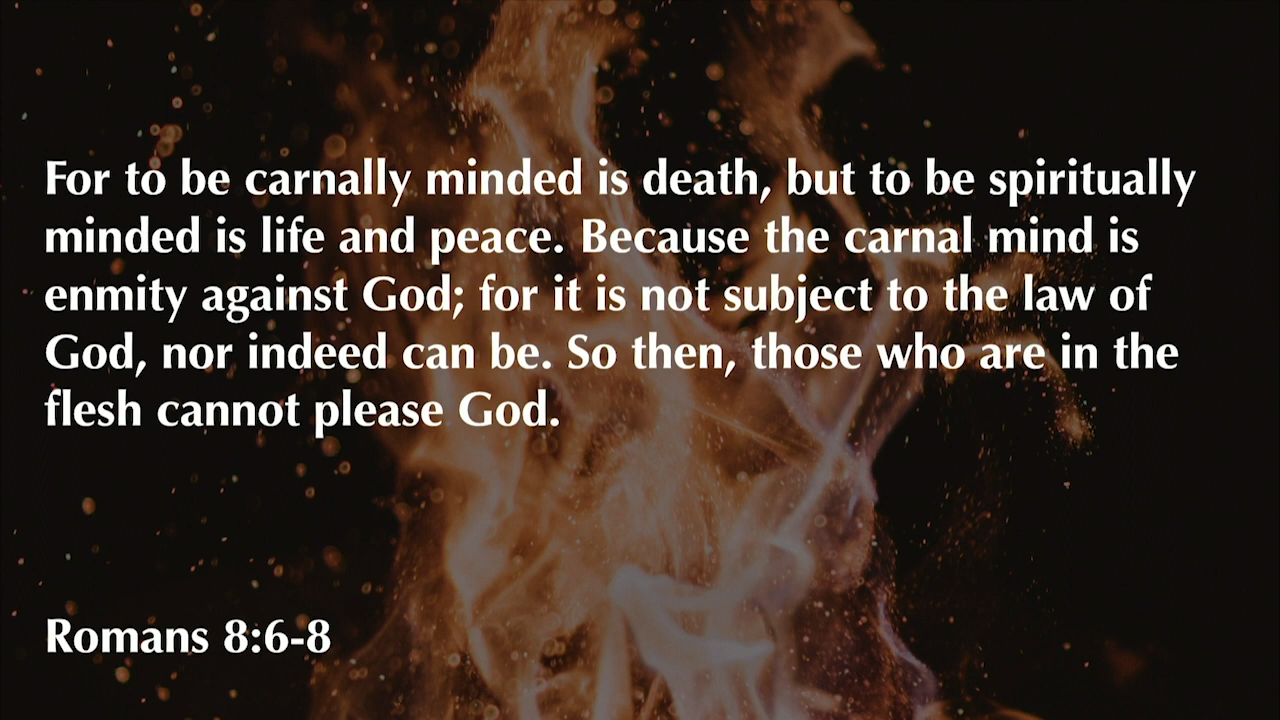 For to be carnally minded is death, but to be spiritually
minded is life and peace. Because the carnal mind is
enmity against God; for it is not subject to the law of
God, nor indeed can be. So then, those who are in the
flesh cannot please God.
Romans 8:6-8